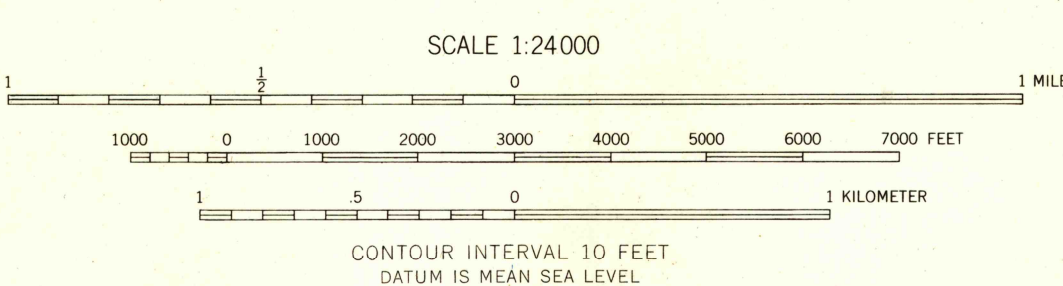 SCALE 1:24000
1 1/2 0 1 MILE
1000 0 1000 2000 3000 4000 5000 6000 7000 FEET
1 .5 0 1 KILOMETER
CONTOUR INTERVAL 10 FEET
DATUM IS MEAN SEA LEVEL